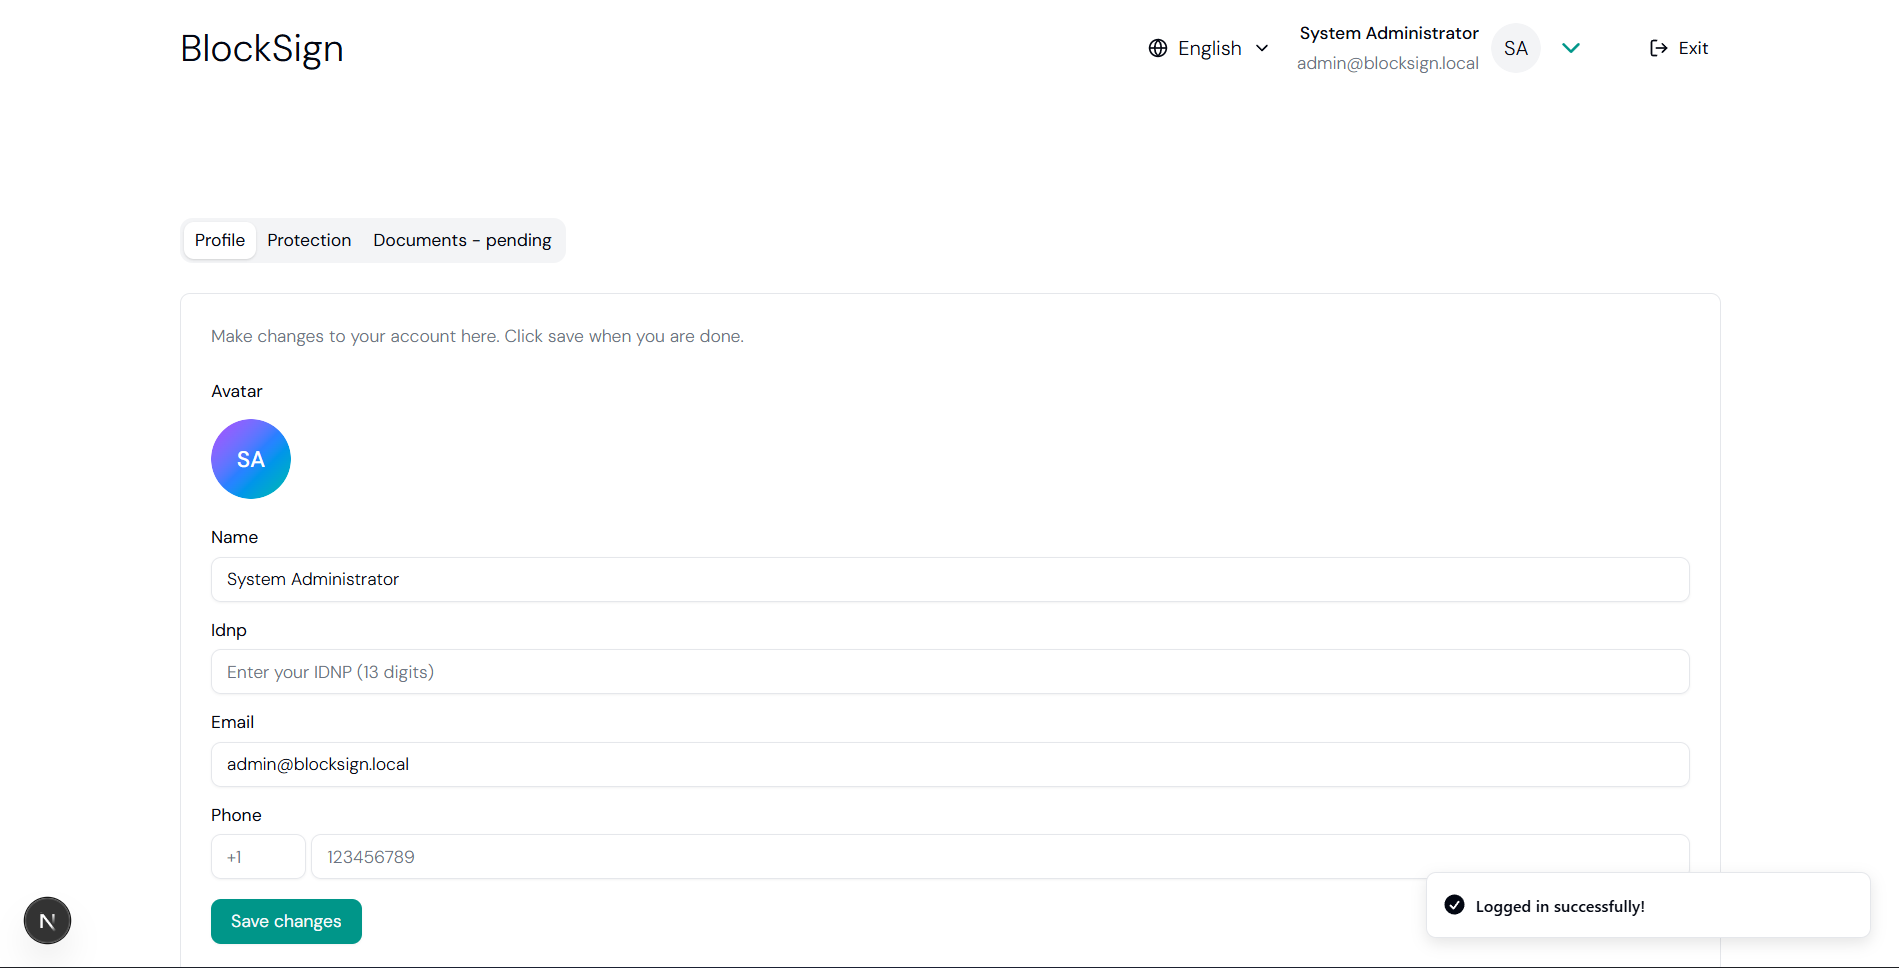 BlockSign
English
System Administrator
admin@blocksign.local
SA
Exit
Profile
Protection
Documents - pending
Make changes to your account here. Click save when you are done.
Avatar
SA
Name
System Administrator
Idnp
Enter your IDNP (13 digits)
Email
admin@blocksign.local
Phone
+1
123456789
Save changes
N
Logged in successfully!